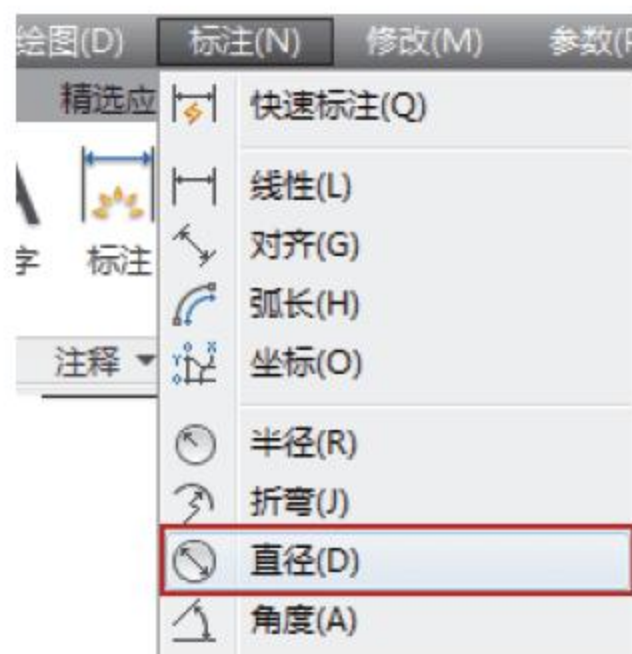 绘图(D) 标注(N) 修改(M) 参数(P
精选应
快速标注(Q)
线性(L)
字 标注
对齐(G)
弧长(H)
注释
坐标(O)
半径(R)
折弯(J)
直径(D)
角度(A)